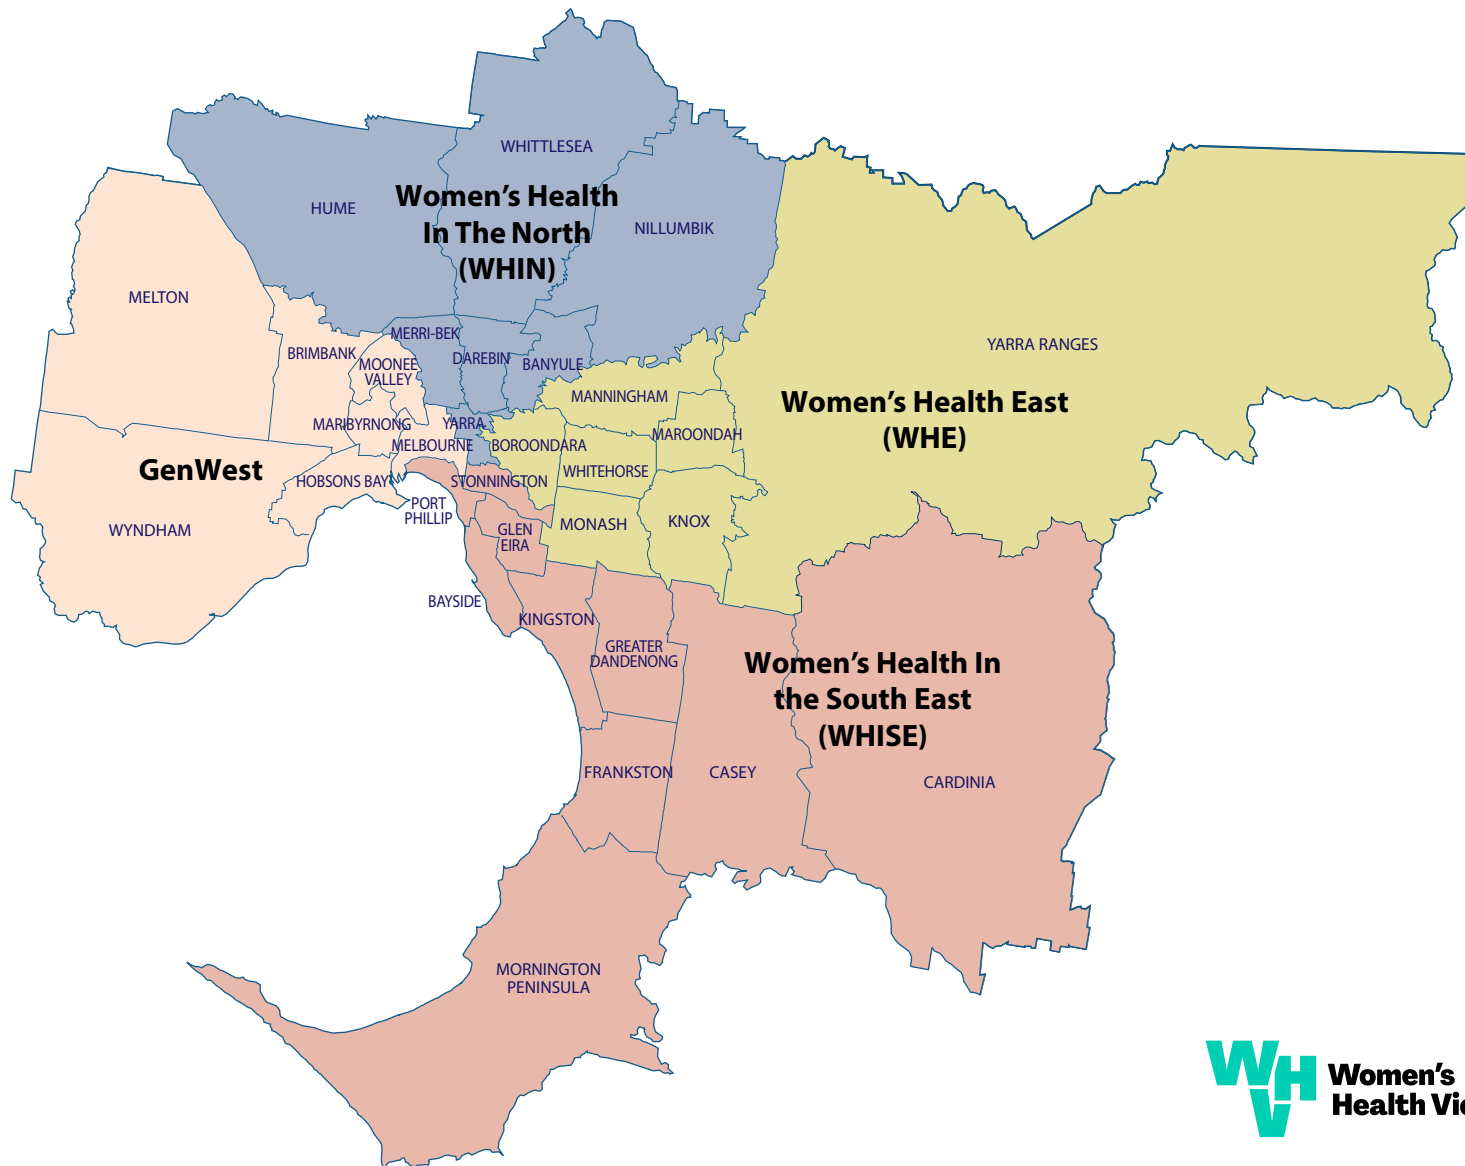 WHITTLESEA
Women's Health
In The North
(WHIN)
HUME
NILLUMBIK
MELTON
MERRI-BEK
DAREBIN
BANYULE
BRIMBANK
MOONEE
VALLEY
YARRA RANGES
MANNINGHAM
Women's Health East
(WHE)
MARIBYRNONG
YARRA
MELBOURNE
BOROONDARA
MAROONDAH
GenWest
WHITEHORSE
HOBSONS BAY
STONNINGTON
PORT
PHILLIP
WYNDHAM
GLEN
EIRA
MONASH
KNOX
BAYSIDE
KINGSTON
GREATER
DANDENONG
Women's Health In
the South East
(WHISE)
FRANKSTON
CASEY
CARDINIA
MORNINGTON
PENINSULA
WHV
Women's
Health Vic